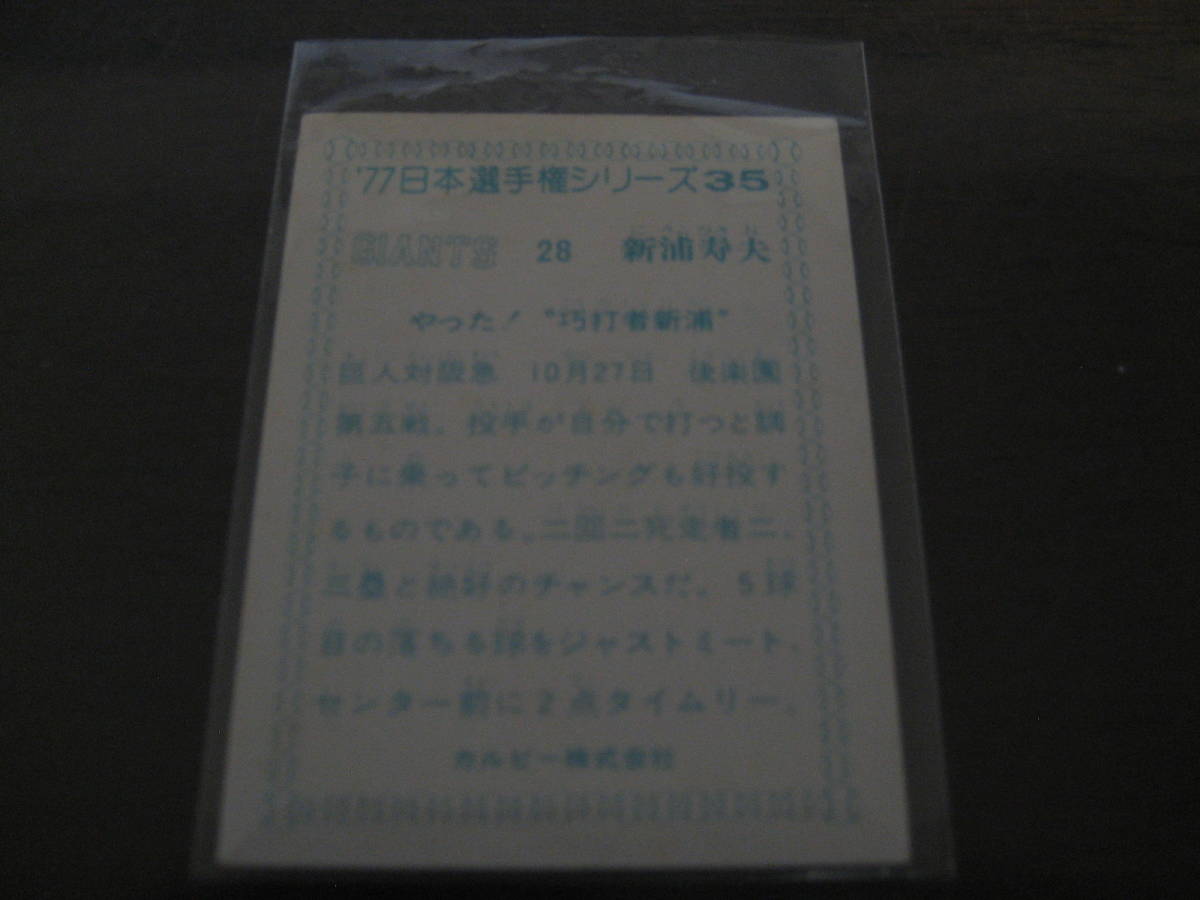 '77日本選手権シリーズ35
GIANTS 28 新浦寿夫
やった！“巧打者新浦”
巨人対阪急 10月27日 後楽園
第五戦。投手が自分で打つと調
子に乗ってピッチングも好投す
るものである。二回二死走者二、
三塁と絶好のチャンスだ。5球
目の落ちる球をジャストミート、
センター前に2点タイムリー。
カルビー株式会社